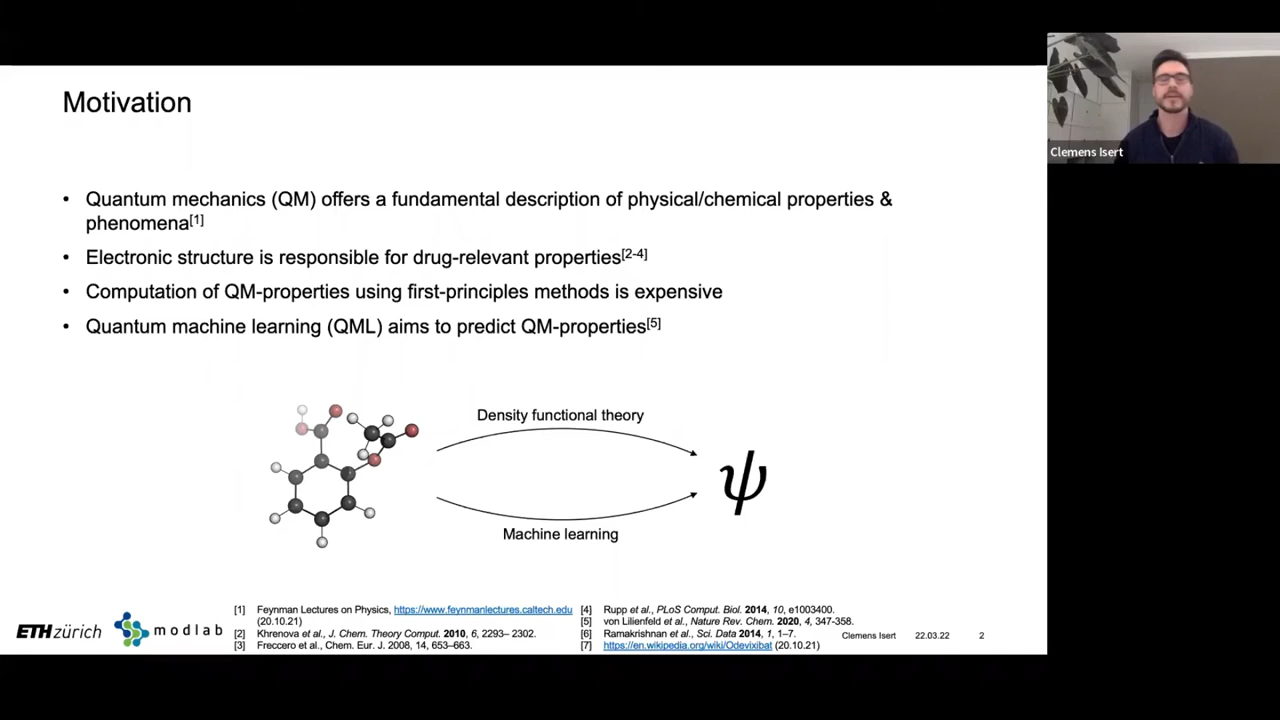 Motivation
Clemens Isert
• Quantum mechanics (QM) offers a fundamental description of physical/chemical properties &
phenomena[1]
• Electronic structure is responsible for drug-relevant properties[2-4]
• Computation of QM-properties using first-principles methods is expensive
• Quantum machine learning (QML) aims to predict QM-properties[5]
Density functional theory
ψ
Machine learning
[1] Feynman Lectures on Physics, https://www.feynmanlectures.caltech.edu
(20.10.21)
[2] Khrenova et al., J. Chem. Theory Comput. 2010, 6, 2293– 2302.
[3] Freccero et al., Chem. Eur. J. 2008, 14, 653–663.
[4] Rupp et al., PLoS Comput. Biol. 2014, 10, e1003400.
[5] von Lilienfeld et al., Nature Rev. Chem. 2020, 4, 347-358.
[6] Ramakrishnan et al., Sci. Data 2014, 1, 1–7.
[7] https://en.wikipedia.org/wiki/Odevixibat (20.10.21)
ETH zürich
modlab
Clemens Isert 22.03.22 2